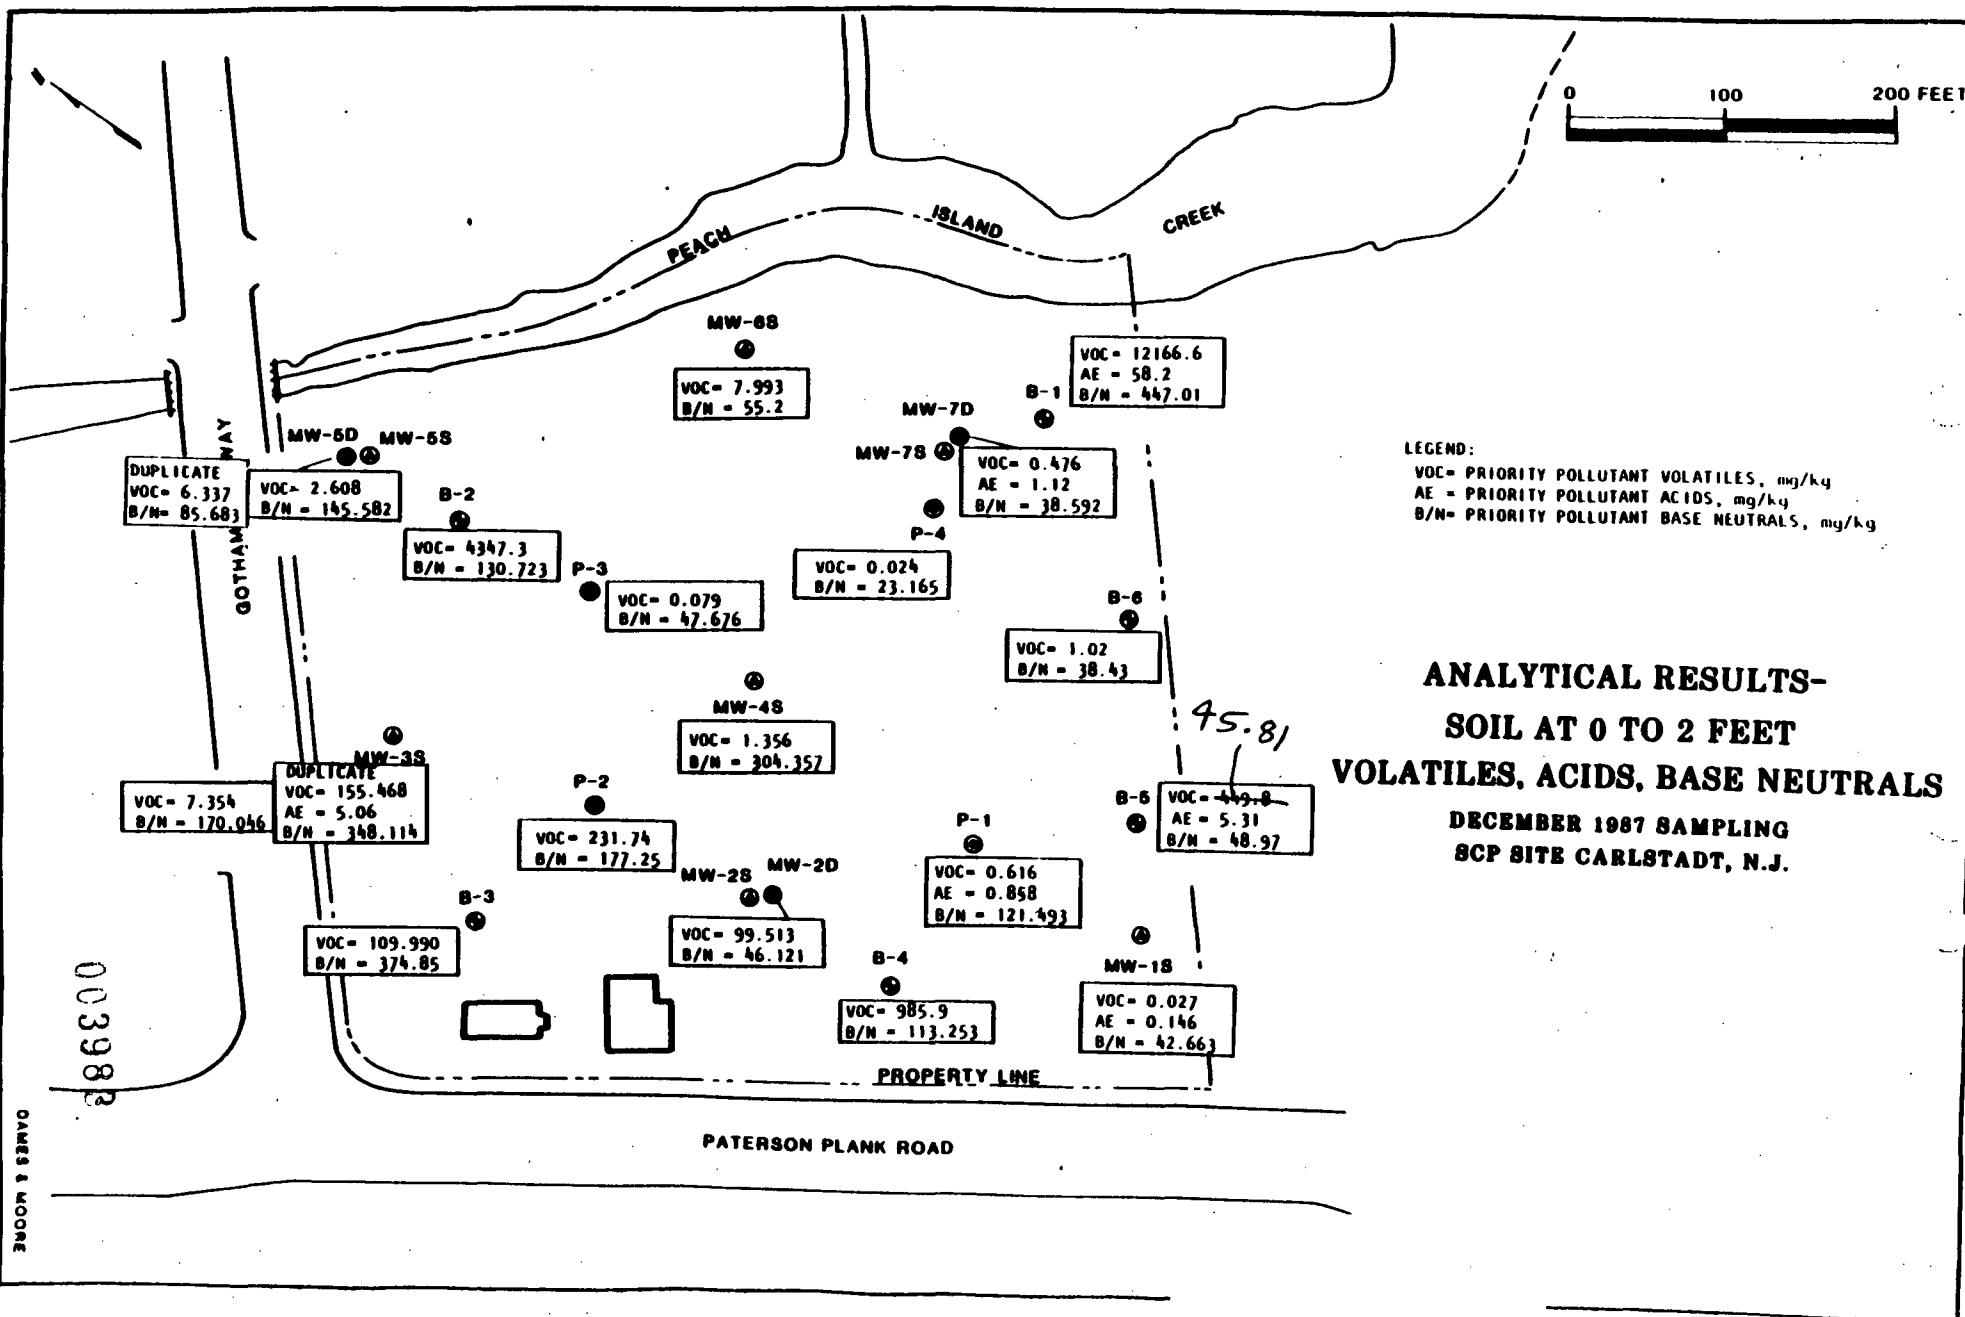 0 100 200 FEET
PEACH ISLAND CREEK
MW-6S
VOC= 7.993
B/N = 55.2
VOC= 12166.6
AE = 58.2
B/N = 447.01
B-1
MW-7D
MW-7S
VOC= 0.476
AE = 1.12
B/N = 38.592
MW-5D MW-5S
DUPLICATE
VOC= 6.337
B/N= 85.683
VOC= 2.608
B/N = 145.582
GOTHAM WAY
B-2
VOC= 4347.3
B/N = 130.723
P-3
VOC= 0.079
B/N = 47.676
P-4
VOC= 0.024
B/N = 23.165
B-6
VOC= 1.02
B/N = 38.43
LEGEND:
VOC= PRIORITY POLLUTANT VOLATILES, mg/kg
AE = PRIORITY POLLUTANT ACIDS, mg/kg
B/N= PRIORITY POLLUTANT BASE NEUTRALS, mg/kg
ANALYTICAL RESULTS-
SOIL AT 0 TO 2 FEET
VOLATILES, ACIDS, BASE NEUTRALS
DECEMBER 1987 SAMPLING
SCP SITE CARLSTADT, N.J.
MW-4S
VOC= 1.356
B/N = 304.357
45.81
B-5
VOC= 449.8
AE = 5.31
B/N = 48.97
MW-3S
VOC= 7.354
B/N = 170.046
DUPLICATE
VOC= 155.468
AE = 5.06
B/N = 348.114
P-2
VOC= 231.74
B/N = 177.25
P-1
VOC= 0.616
AE = 0.858
B/N = 121.493
MW-2S MW-2D
VOC= 99.513
B/N = 46.121
B-3
VOC= 109.990
B/N = 374.85
B-4
VOC= 985.9
B/N = 113.253
MW-1S
VOC= 0.027
AE = 0.146
B/N = 42.663
PROPERTY LINE
PATERSON PLANK ROAD
DAMES & MOORE